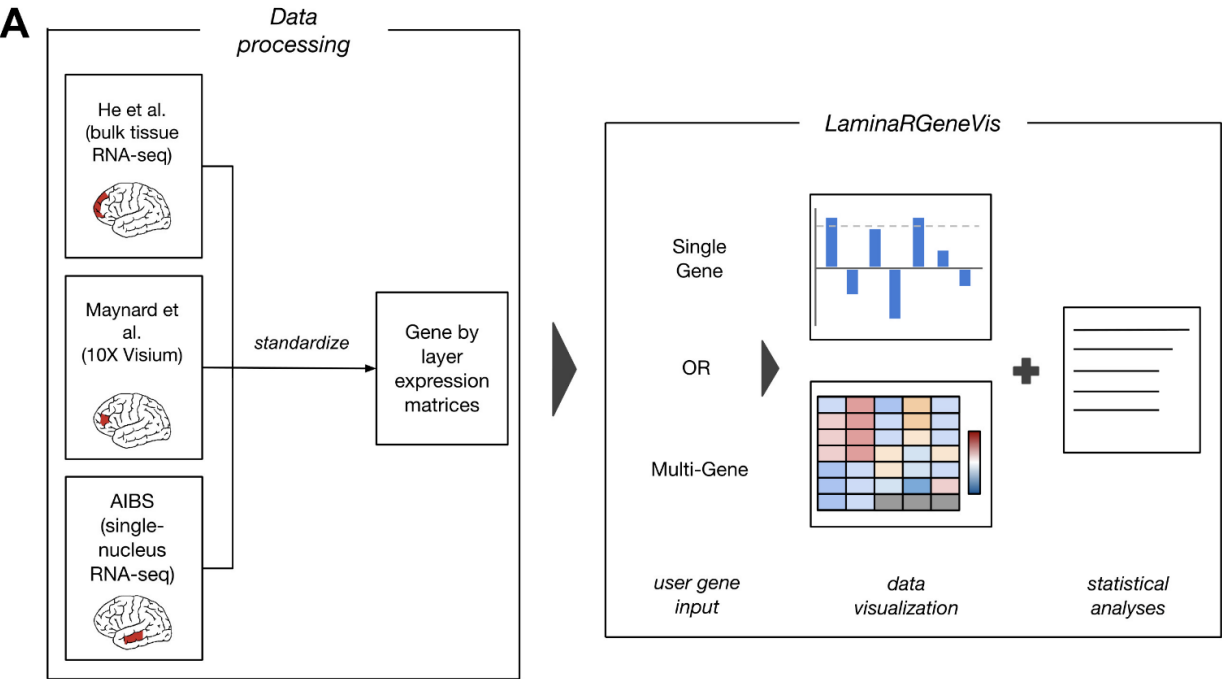 A
Data
processing
He et al.
(bulk tissue
RNA-seq)
Maynard et
al.
(10X Visium)
AIBS
(single-
nucleus
RNA-seq)
standardize
Gene by
layer
expression
matrices
LaminaRGeneVis
Single
Gene
OR
Multi-Gene
user gene
input
data
visualization
statistical
analyses